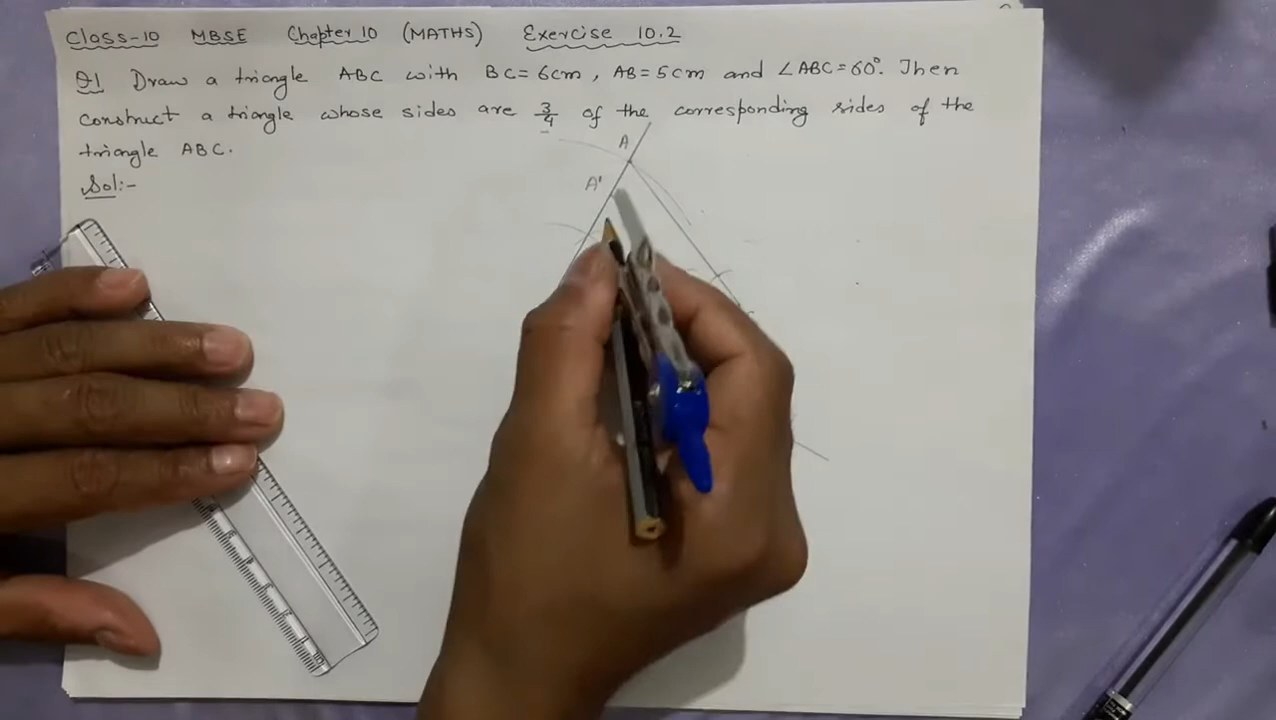 Class-10 MBSE Chapter 10 (MATHS) Exercise 10.2
Q1 Draw a triangle ABC with BC = 6cm, AB = 5cm and ∠ABC = 60°. Then
construct a triangle whose sides are 3/4 of the corresponding sides of the
triangle ABC.
Sol:-
A
A'